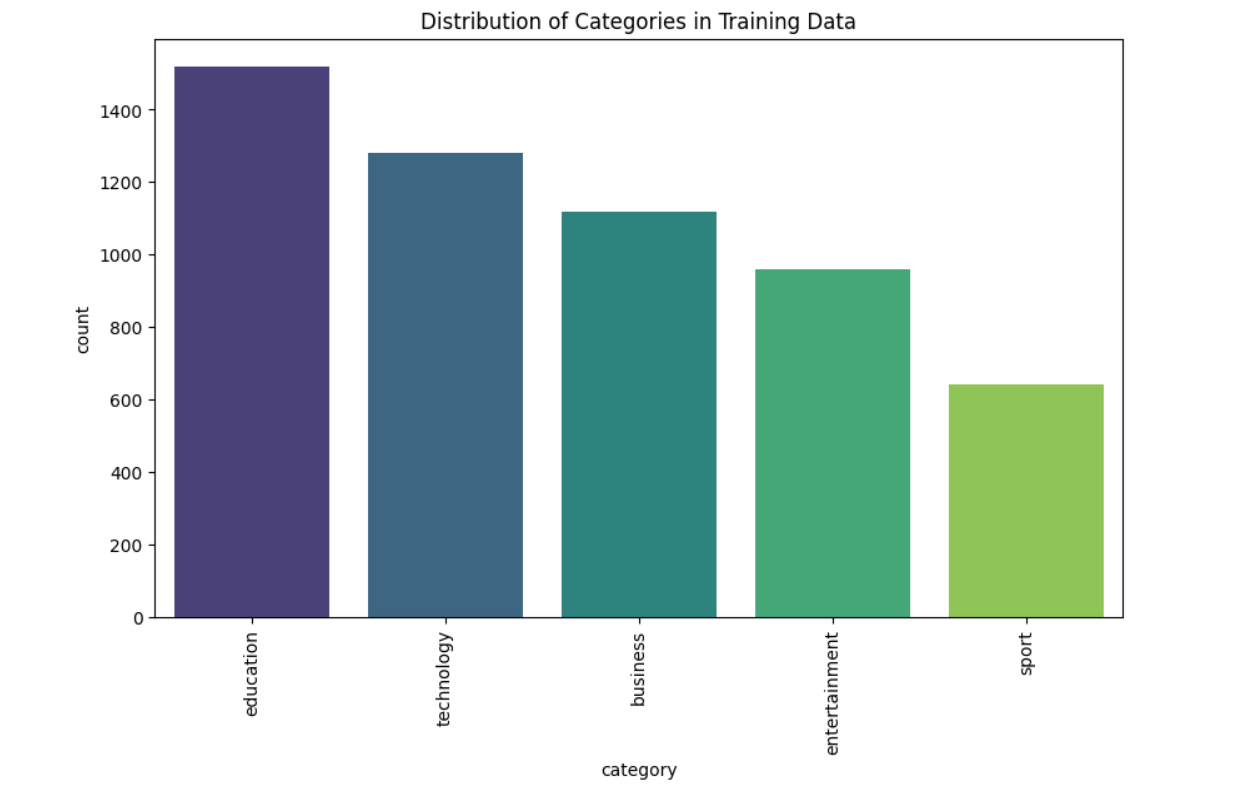 Distribution of Categories in Training Data
1400
1200
1000
800
600
400
200
0
count
education
technology
business
entertainment
sport
category